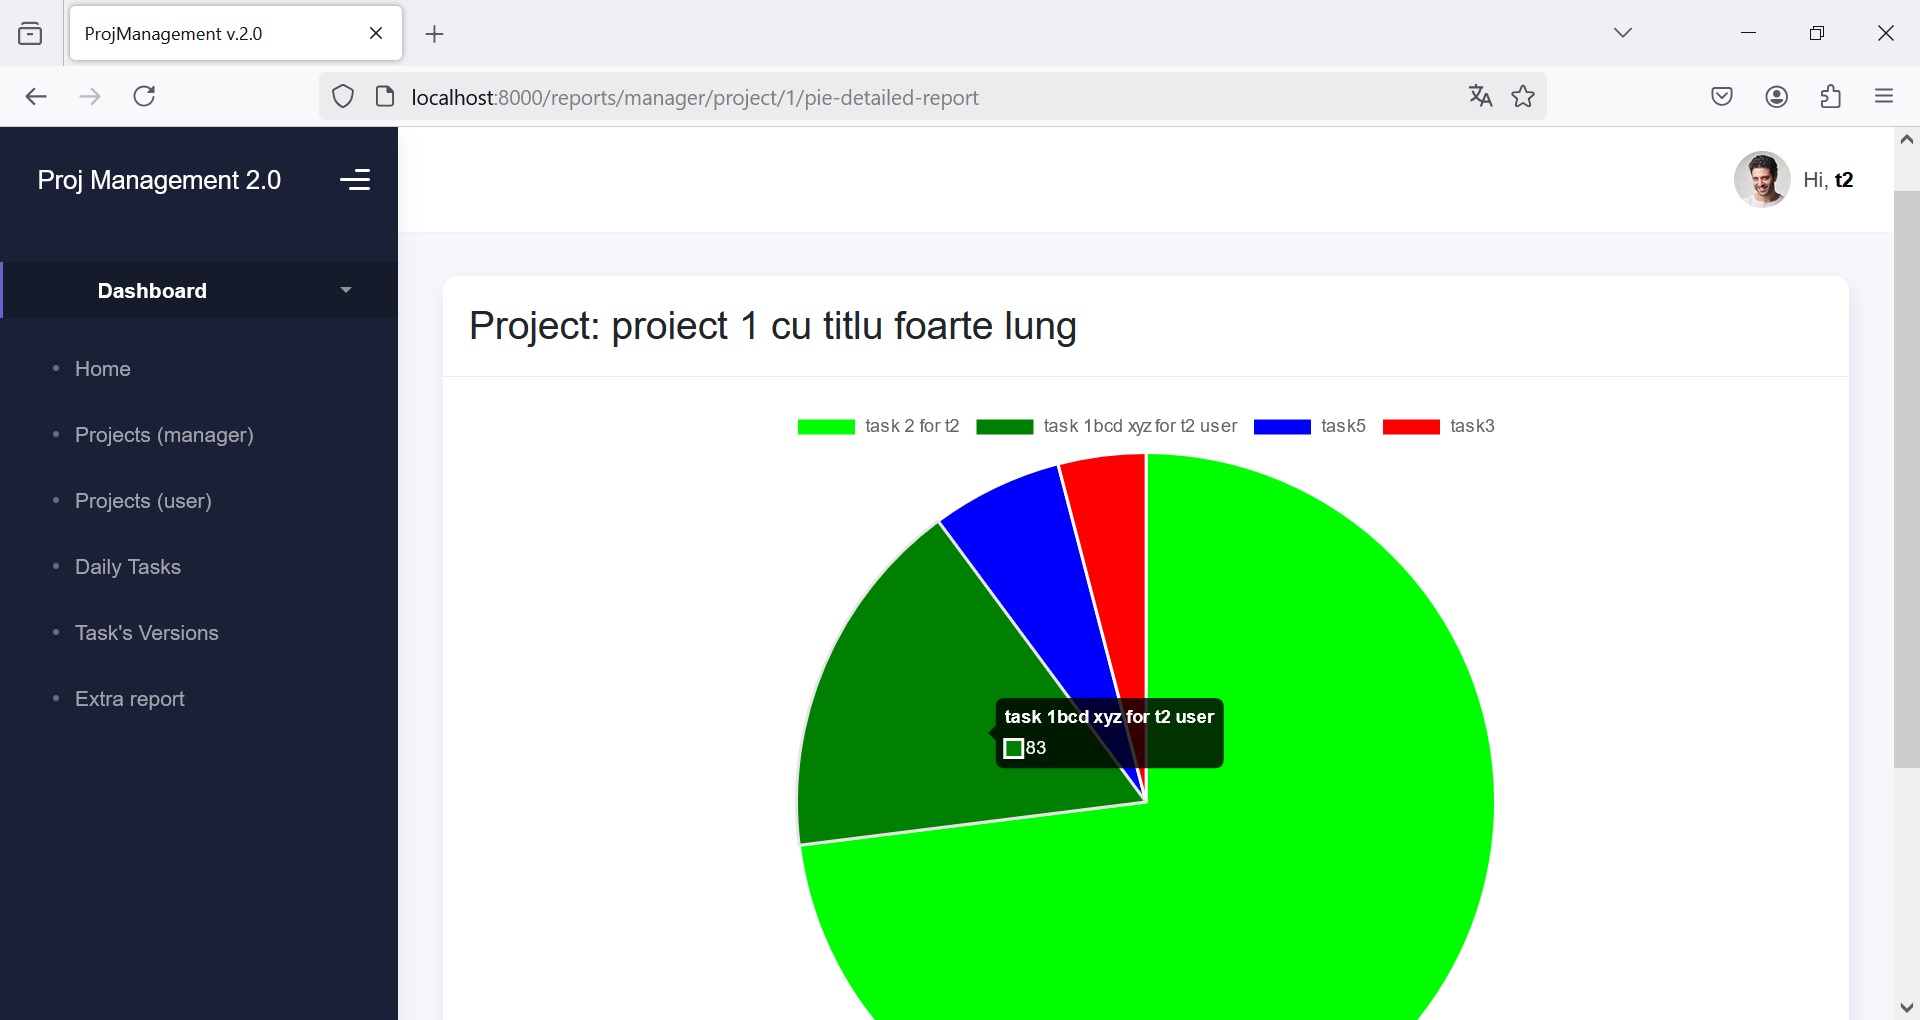 ProjManagement v.2.0
localhost:8000/reports/manager/project/1/pie-detailed-report
Proj Management 2.0
Hi, t2
Dashboard
Home
Projects (manager)
Projects (user)
Daily Tasks
Task's Versions
Extra report
Project: proiect 1 cu titlu foarte lung
task 2 for t2 task 1bcd xyz for t2 user task5 task3
task 1bcd xyz for t2 user
83